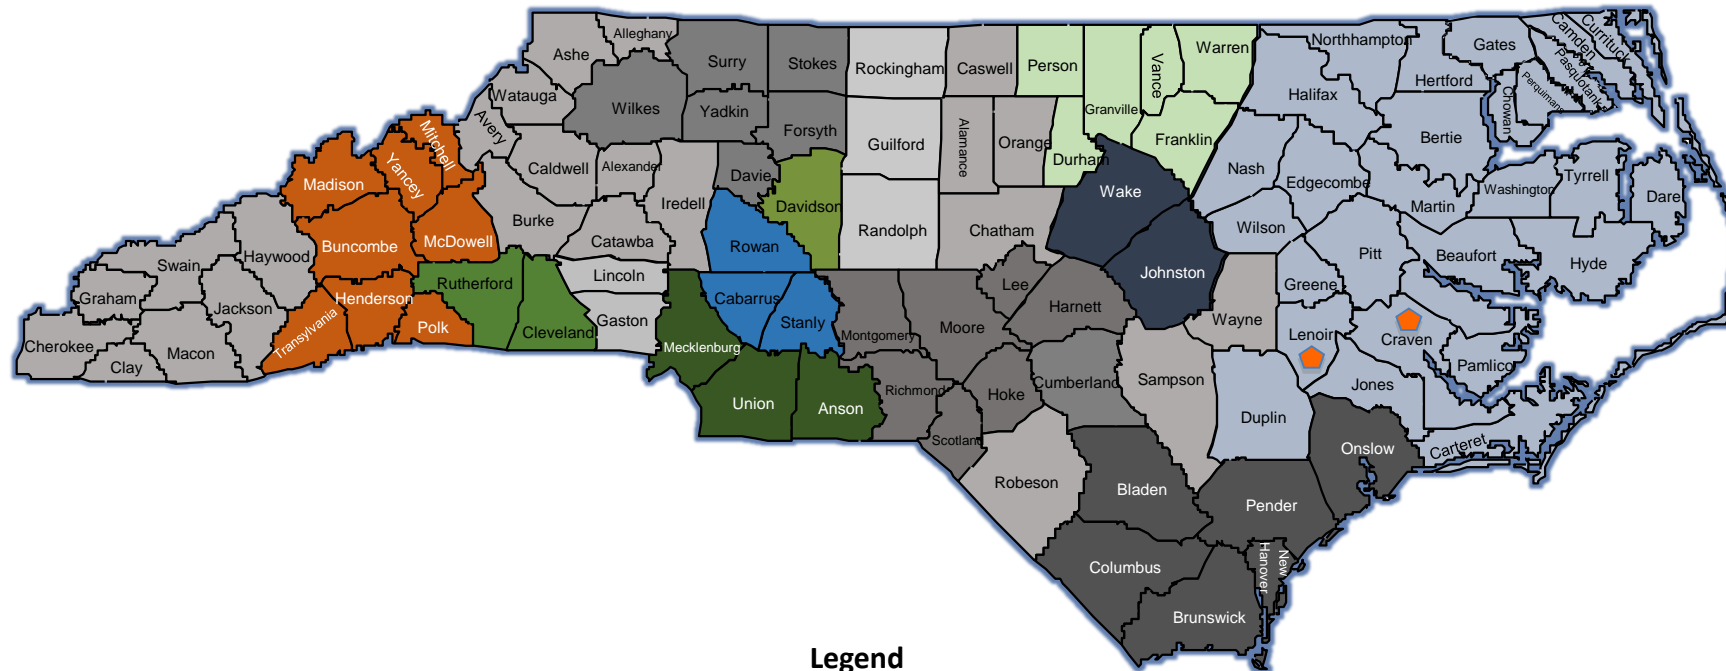 Alleghany
Ashe
Surry
Stokes
Rockingham
Caswell
Person
Vance
Warren
Northhampton
Gates
Camden
Currituck
Pasquotank
Perquimans
Chowan
Hertford
Watauga
Wilkes
Yadkin
Forsyth
Guilford
Alamance
Orange
Granville
Durham
Franklin
Halifax
Bertie
Avery
Mitchell
Yancey
Madison
Caldwell
Alexander
Iredell
Davie
Davidson
Randolph
Chatham
Wake
Nash
Edgecombe
Martin
Washington
Tyrrell
Dare
Buncombe
McDowell
Burke
Catawba
Rowan
Johnston
Wilson
Pitt
Beaufort
Hyde
Haywood
Swain
Graham
Jackson
Rutherford
Lincoln
Henderson
Transylvania
Polk
Cleveland
Gaston
Cabarrus
Stanly
Mecklenburg
Montgomery
Moore
Lee
Harnett
Wayne
Greene
Lenoir
Craven
Pamlico
Jones
Cherokee
Clay
Macon
Union
Anson
Richmond
Scotland
Hoke
Cumberland
Sampson
Duplin
Onslow
Carteret
Robeson
Bladen
Pender
Columbus
Brunswick
New
Hanover
Legend